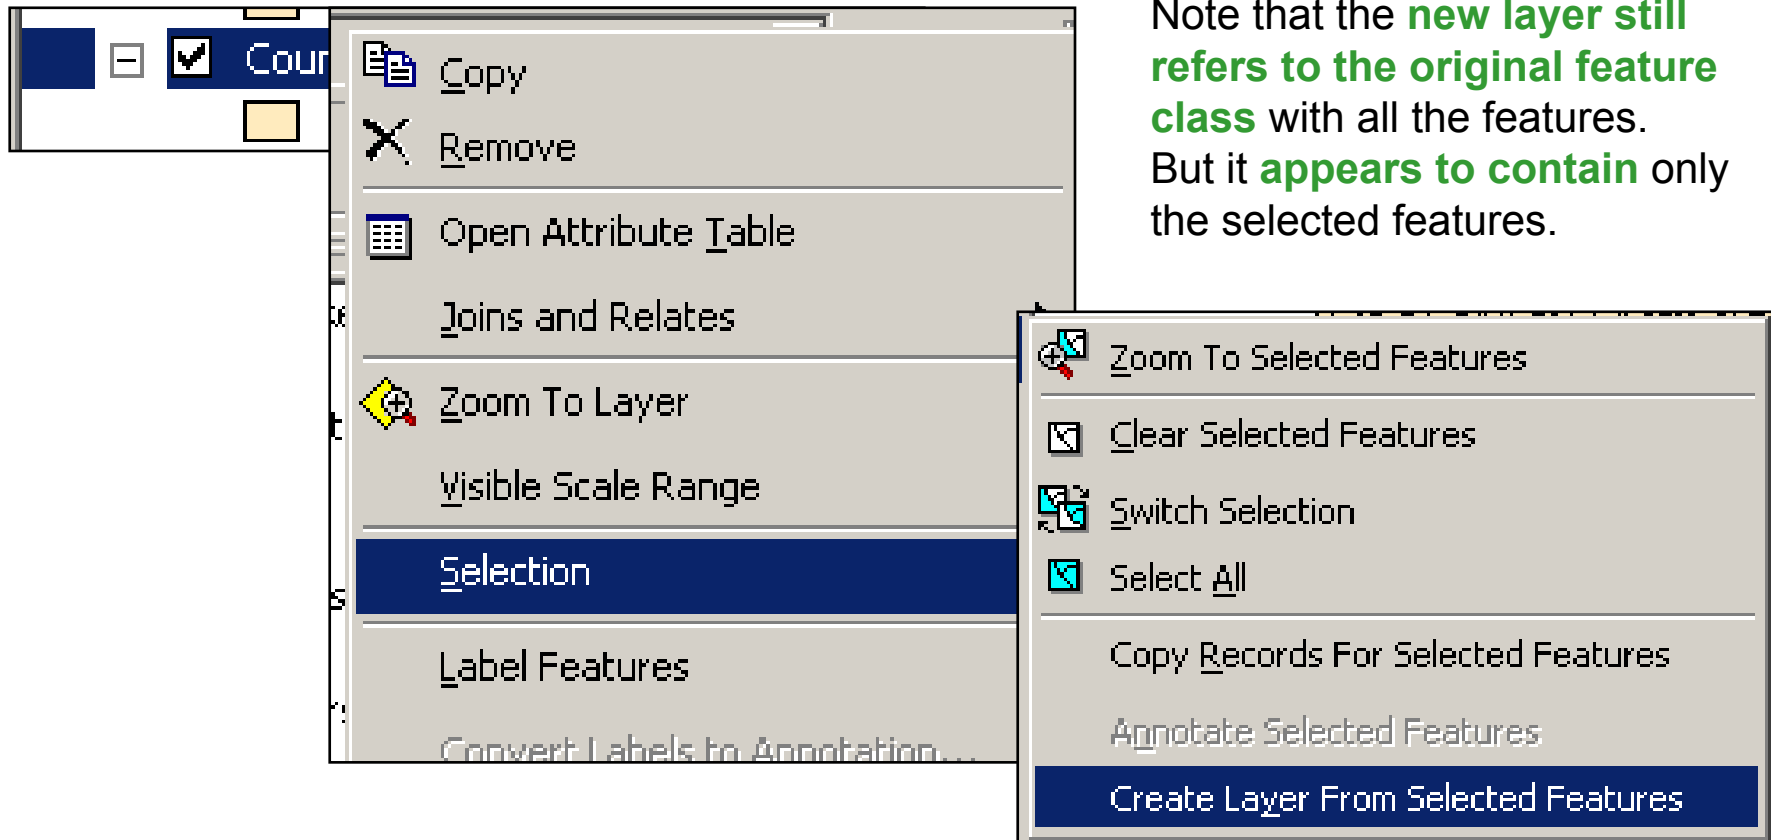 Cour
Copy
Remove
Open Attribute Table
Joins and Relates
Zoom To Layer
Visible Scale Range
Selection
Label Features
Convert Labels to Annotation...
Note that the new layer still
refers to the original feature
class with all the features.
But it appears to contain only
the selected features.
Zoom To Selected Features
Clear Selected Features
Switch Selection
Select All
Copy Records For Selected Features
Annotate Selected Features
Create Layer From Selected Features